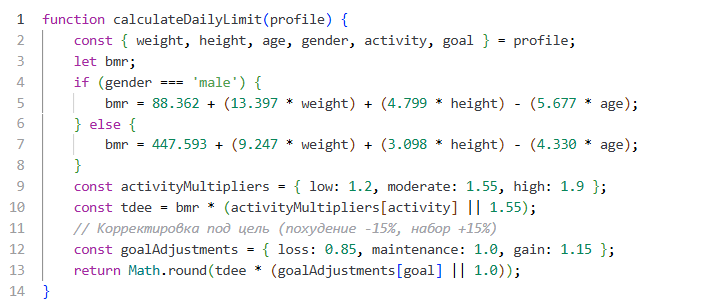 1 function calculateDailyLimit(profile) {
2 const { weight, height, age, gender, activity, goal } = profile;
3 let bmr;
4 if (gender === 'male') {
5 bmr = 88.362 + (13.397 * weight) + (4.799 * height) - (5.677 * age);
6 } else {
7 bmr = 447.593 + (9.247 * weight) + (3.098 * height) - (4.330 * age);
8 }
9 const activityMultipliers = { low: 1.2, moderate: 1.55, high: 1.9 };
10 const tdee = bmr * (activityMultipliers[activity] || 1.55);
11 // Корректировка под цель (похудение -15%, набор +15%)
12 const goalAdjustments = { loss: 0.85, maintenance: 1.0, gain: 1.15 };
13 return Math.round(tdee * (goalAdjustments[goal] || 1.0));
14 }